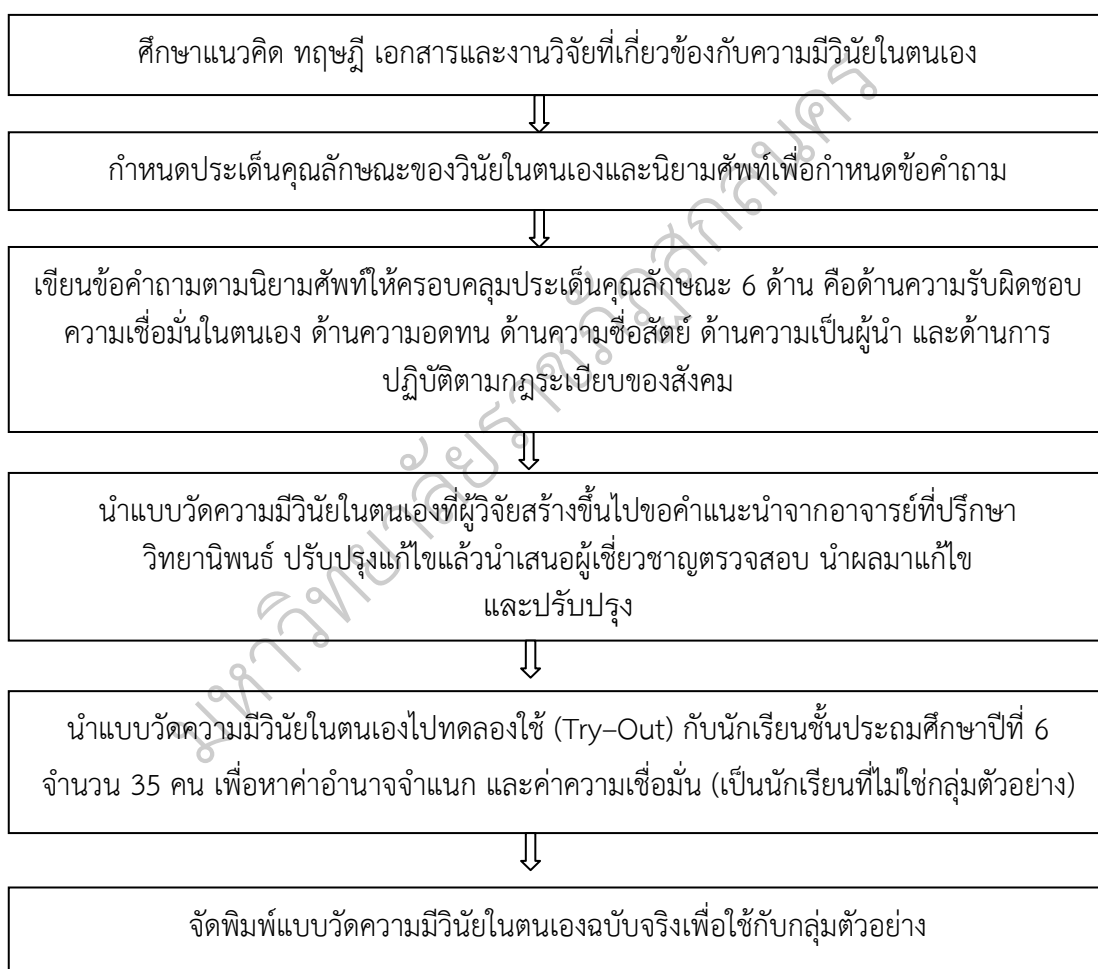 ศึกษาแนวคิด ทฤษฎี เอกสารและงานวิจัยที่เกี่ยวข้องกับความมีวินัยในตนเอง
กำหนดประเด็นคุณลักษณะของวินัยในตนเองและนิยามศัพท์เพื่อกำหนดข้อคำถาม
เขียนข้อคำถามตามนิยามศัพท์ให้ครอบคลุมประเด็นคุณลักษณะ 6 ด้าน คือด้านความรับผิดชอบ
ความเชื่อมั่นในตนเอง ด้านความอดทน ด้านความซื่อสัตย์ ด้านความเป็นผู้นำ และด้านการ
ปฏิบัติตามกฎระเบียบของสังคม
นำแบบวัดความมีวินัยในตนเองที่ผู้วิจัยสร้างขึ้นไปขอคำแนะนำจากอาจารย์ที่ปรึกษา
วิทยานิพนธ์ ปรับปรุงแก้ไขแล้วนำเสนอผู้เชี่ยวชาญตรวจสอบ นำผลมาแก้ไข
และปรับปรุง
นำแบบวัดความมีวินัยในตนเองไปทดลองใช้ (Try–Out) กับนักเรียนชั้นประถมศึกษาปีที่ 6
จำนวน 35 คน เพื่อหาค่าอำนาจจำแนก และค่าความเชื่อมั่น (เป็นนักเรียนที่ไม่ใช่กลุ่มตัวอย่าง)
จัดพิมพ์แบบวัดความมีวินัยในตนเองฉบับจริงเพื่อใช้กับกลุ่มตัวอย่าง
มหาวิทยาลัยราชภัฏสกลนคร